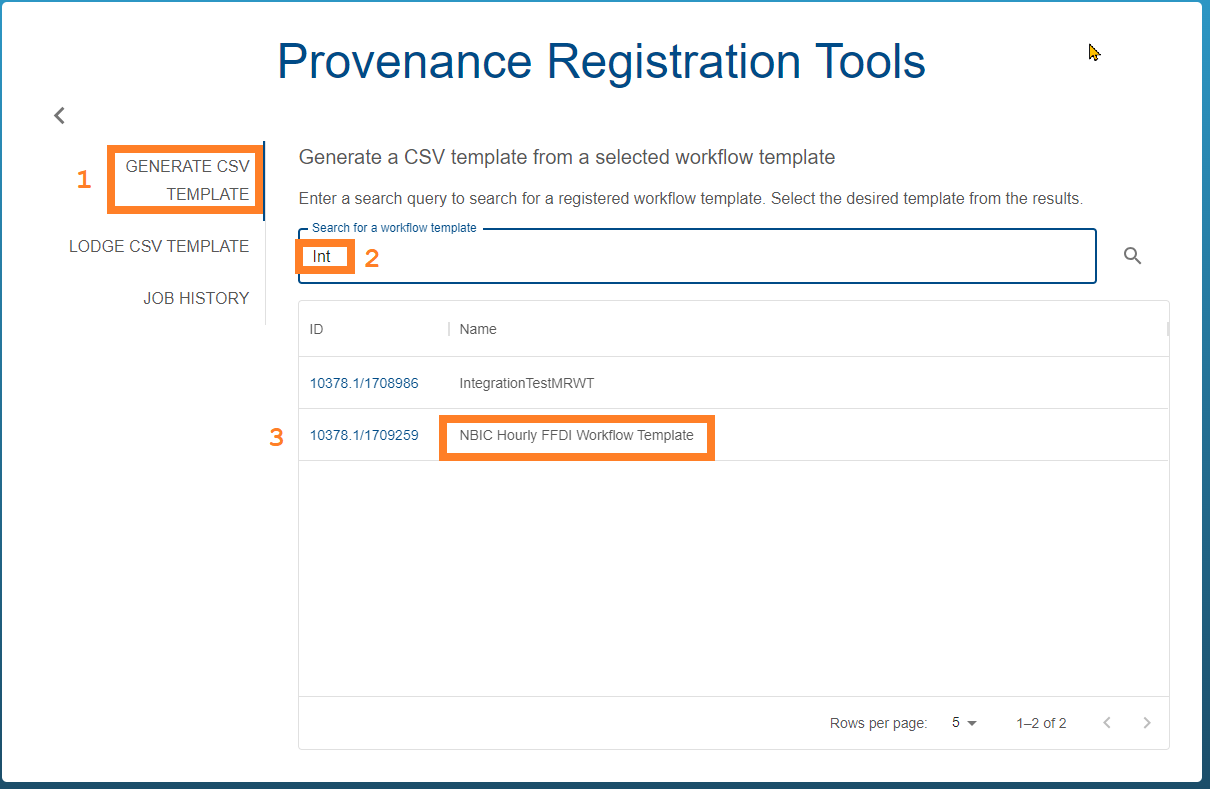 Provenance Registration Tools
1
GENERATE CSV
TEMPLATE
LODGE CSV TEMPLATE
JOB HISTORY
Generate a CSV template from a selected workflow template
Enter a search query to search for a registered workflow template. Select the desired template from the results.
Search for a workflow template
Int 2
ID Name
10378.1/1708986 IntegrationTestMRWT
3 10378.1/1709259 NBIC Hourly FFDI Workflow Template
Rows per page: 5 1–2 of 2